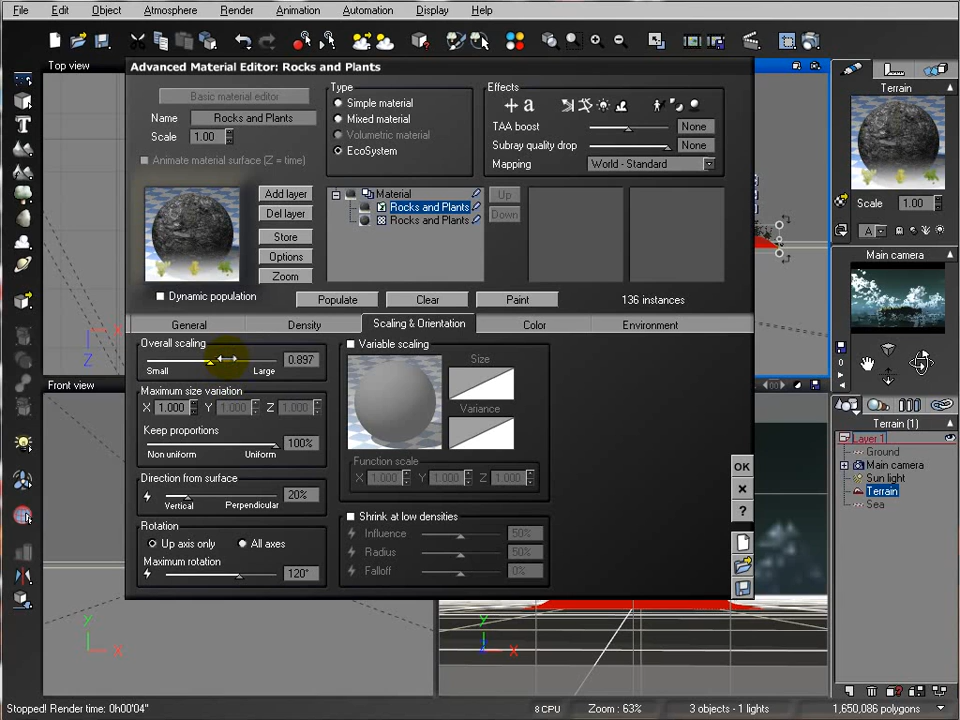 File Edit Object Atmosphere Render Animation Automation Display Help
Top view
Advanced Material Editor: Rocks and Plants
Basic material editor
Name Rocks and Plants
Scale 1.00
Animate material surface (Z = time)
Type
Simple material
Mixed material
Volumetric material
EcoSystem
Effects
TAA boost None
Subray quality drop None
Mapping World - Standard
Add layer
Del layer
Store
Options
Zoom
Material
Rocks and Plants
Rocks and Plants
Up
Down
Dynamic population
Populate Clear Paint 136 instances
General Density Scaling & Orientation Color Environment
Overall scaling
0.897
Small Large
Maximum size variation
X 1.000 Y 1.000 Z 1.000
Keep proportions
100%
Non uniform Uniform
Direction from surface
20%
Vertical Perpendicular
Rotation
Up axis only All axes
Maximum rotation
120°
Variable scaling
Size
Variance
Function scale
X 1.000 Y 1.000 Z 1.000
Shrink at low densities
Influence 50%
Radius 50%
Falloff 0%
OK
?
Terrain
Scale 1.00
A
Main camera
Terrain (1)
Layer 1
Ground
Main camera
Sun light
Terrain
Sea
X
Z
Front view
Y
X
Y
X
Stopped! Render time: 0h00'04"
8 CPU Zoom : 63% 3 objects - 1 lights 1,650,086 polygons